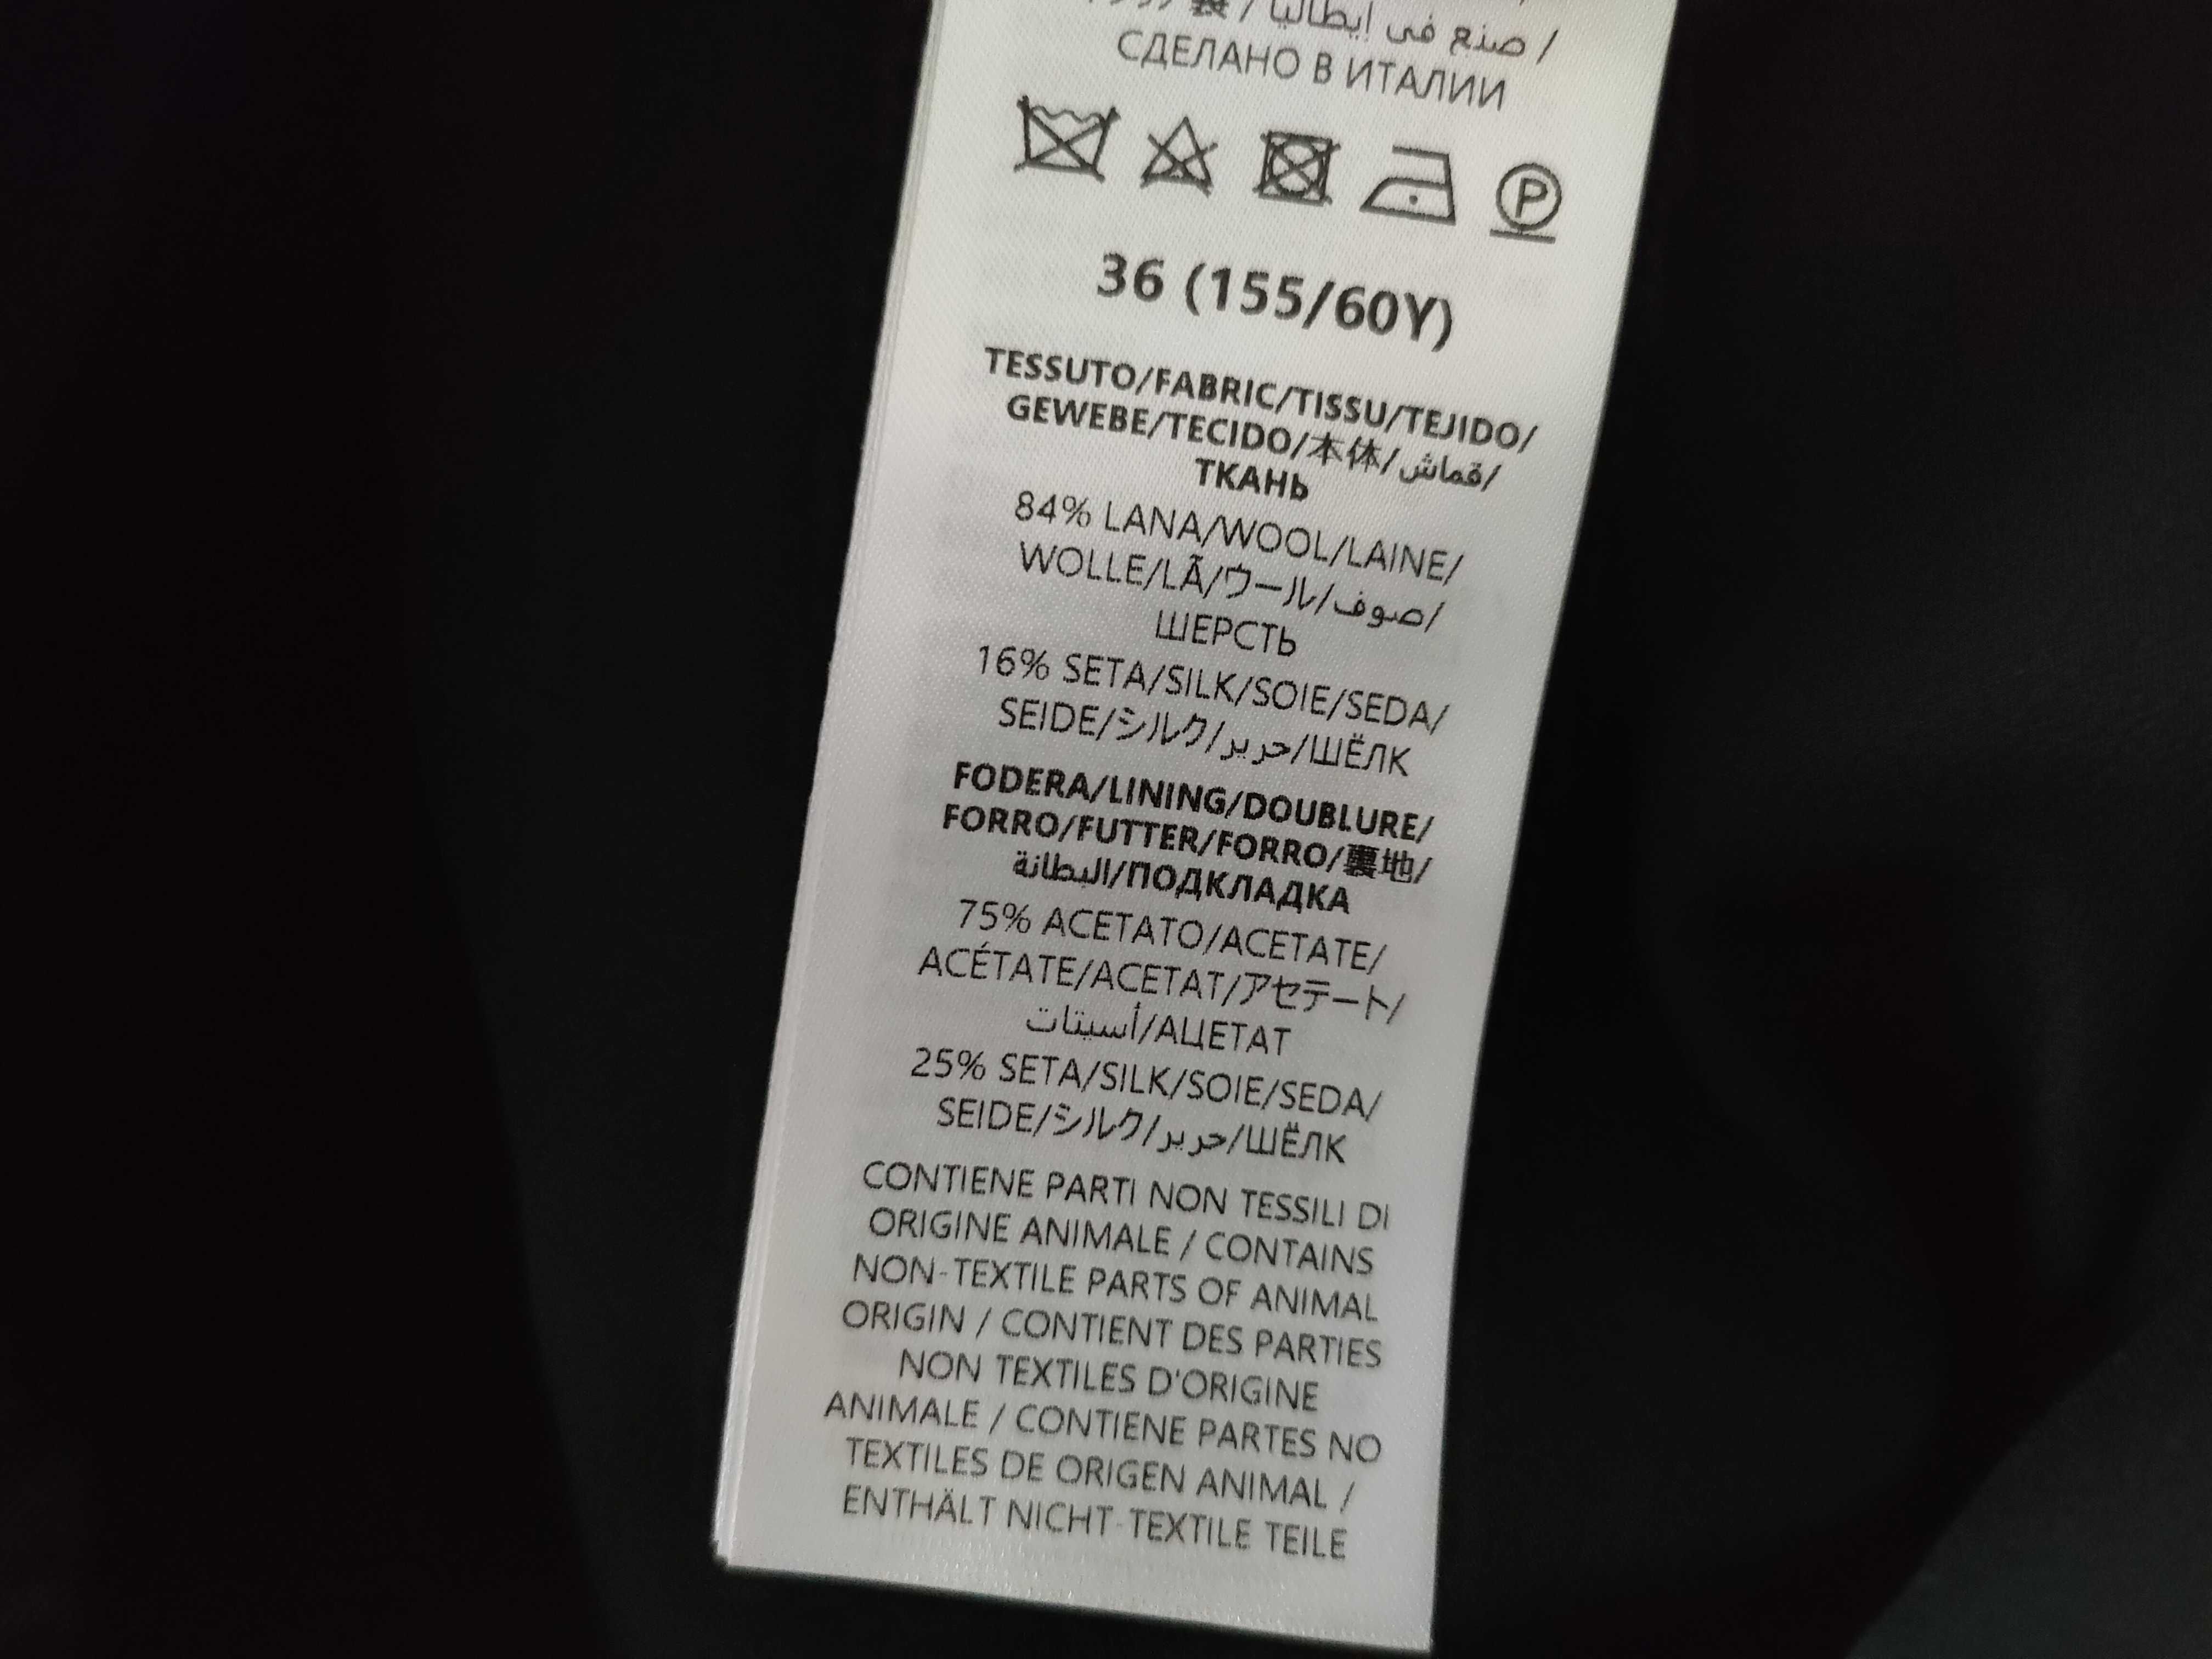 / صنع في إيطاليا /
СДЕЛАНО В ИТАЛИИ
P
36 (155/60Y)
TESSUTO/FABRIC/TISSU/TEJIDO/
GEWEBE/TECIDO/本体/قماش/
ТКАНЬ
84% LANA/WOOL/LAINE/
WOLLE/LÃ/ウール/صوف/
ШЕРСТЬ
16% SETA/SILK/SOIE/SEDA/
SEIDE/シルク/حرير/ШЁЛК
FODERA/LINING/DOUBLURE/
FORRO/FUTTER/FORRO/裏地/
البطانة/ПОДКЛАДКА
75% ACETATO/ACETATE/
ACÉTATE/ACETAT/アセテート/
أسيتات/АЦЕТАТ
25% SETA/SILK/SOIE/SEDA/
SEIDE/シルク/حرير/ШЁЛК
CONTIENE PARTI NON TESSILI DI
ORIGINE ANIMALE / CONTAINS
NON-TEXTILE PARTS OF ANIMAL
ORIGIN / CONTIENT DES PARTIES
NON TEXTILES D'ORIGINE
ANIMALE / CONTIENE PARTES NO
TEXTILES DE ORIGEN ANIMAL /
ENTHÄLT NICHT-TEXTILE TEILE